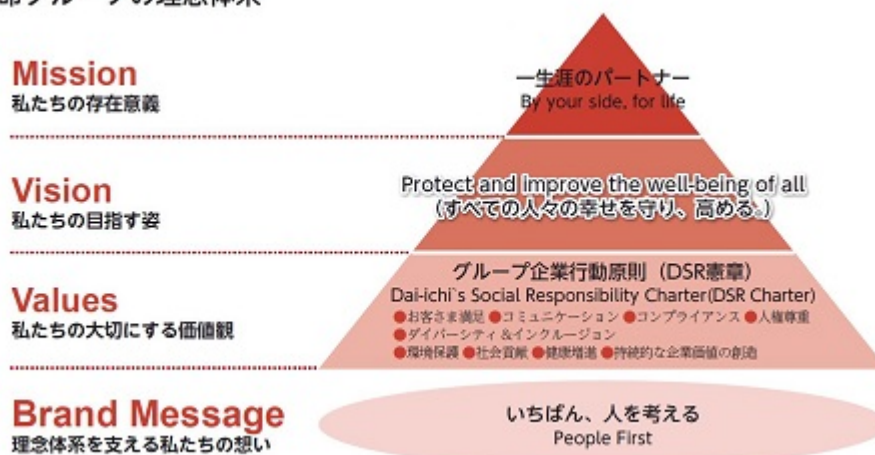 グループの理念体系
Mission
私たちの存在意義
一生涯のパートナー
By your side, for life
Vision
私たちの目指す姿
Protect and improve the well-being of all
(すべての人々の幸せを守り、高める。)
Values
私たちの大切にする価値観
グループ企業行動原則（DSR憲章）
Dai-ichi`s Social Responsibility Charter(DSR Charter)
●お客さま満足 ●コミュニケーション ●コンプライアンス ●人権尊重
●ダイバーシティ &インクルージョン
●環境保護 ●社会貢献 ●健康増進 ●持続的な企業価値の創造
Brand Message
理念体系を支える私たちの想い
いちばん、人を考える
People First